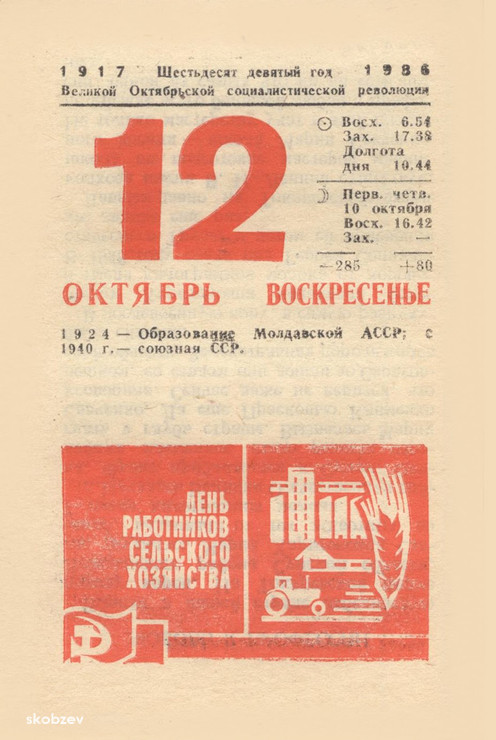 1917 Шестьдесят девятый год 1986
Великой Октябрьской социалистической революции
12
Восх. 6.54
Зах. 17.38
Долгота
дня 10.44
Перв. четв.
10 октября
Восх. 16.42
Зах. —
—285 +80
ОКТЯБРЬ ВОСКРЕСЕНЬЕ
1924 — Образование Молдавской АССР; с
1940 г.— союзная ССР.
ДЕНЬ
РАБОТНИКОВ
СЕЛЬСКОГО
ХОЗЯЙСТВА
skobzev